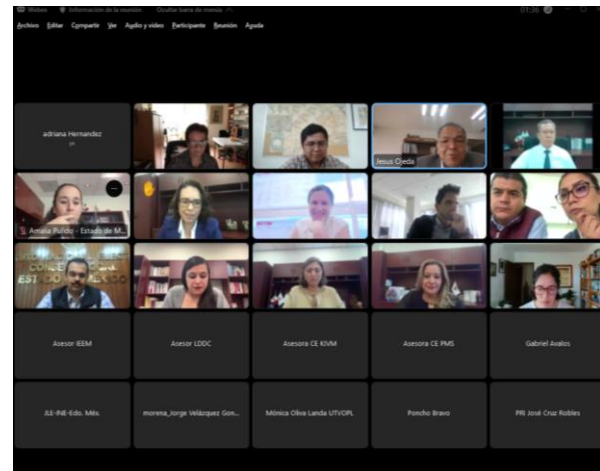 Webex Información de la reunión Ocultar barra de menús 01:36
Archivo Editar Compartir Ver Audio y video Participante Reunión Ayuda
adriana Hernandez
yo
Jesus Ojeda
Amalia Pulido - Estado de M...
CONSEJO GENERAL
Asesor IEEM
Asesor LDDC
Asesora CE KIVM
Asesora CE PMS
Gabriel Avalos
JLE-INE-Edo. Méx.
morena_Jorge Velázquez Gon...
Mónica Oliva Landa UTVOPL
Poncho Bravo
PRI José Cruz Robles